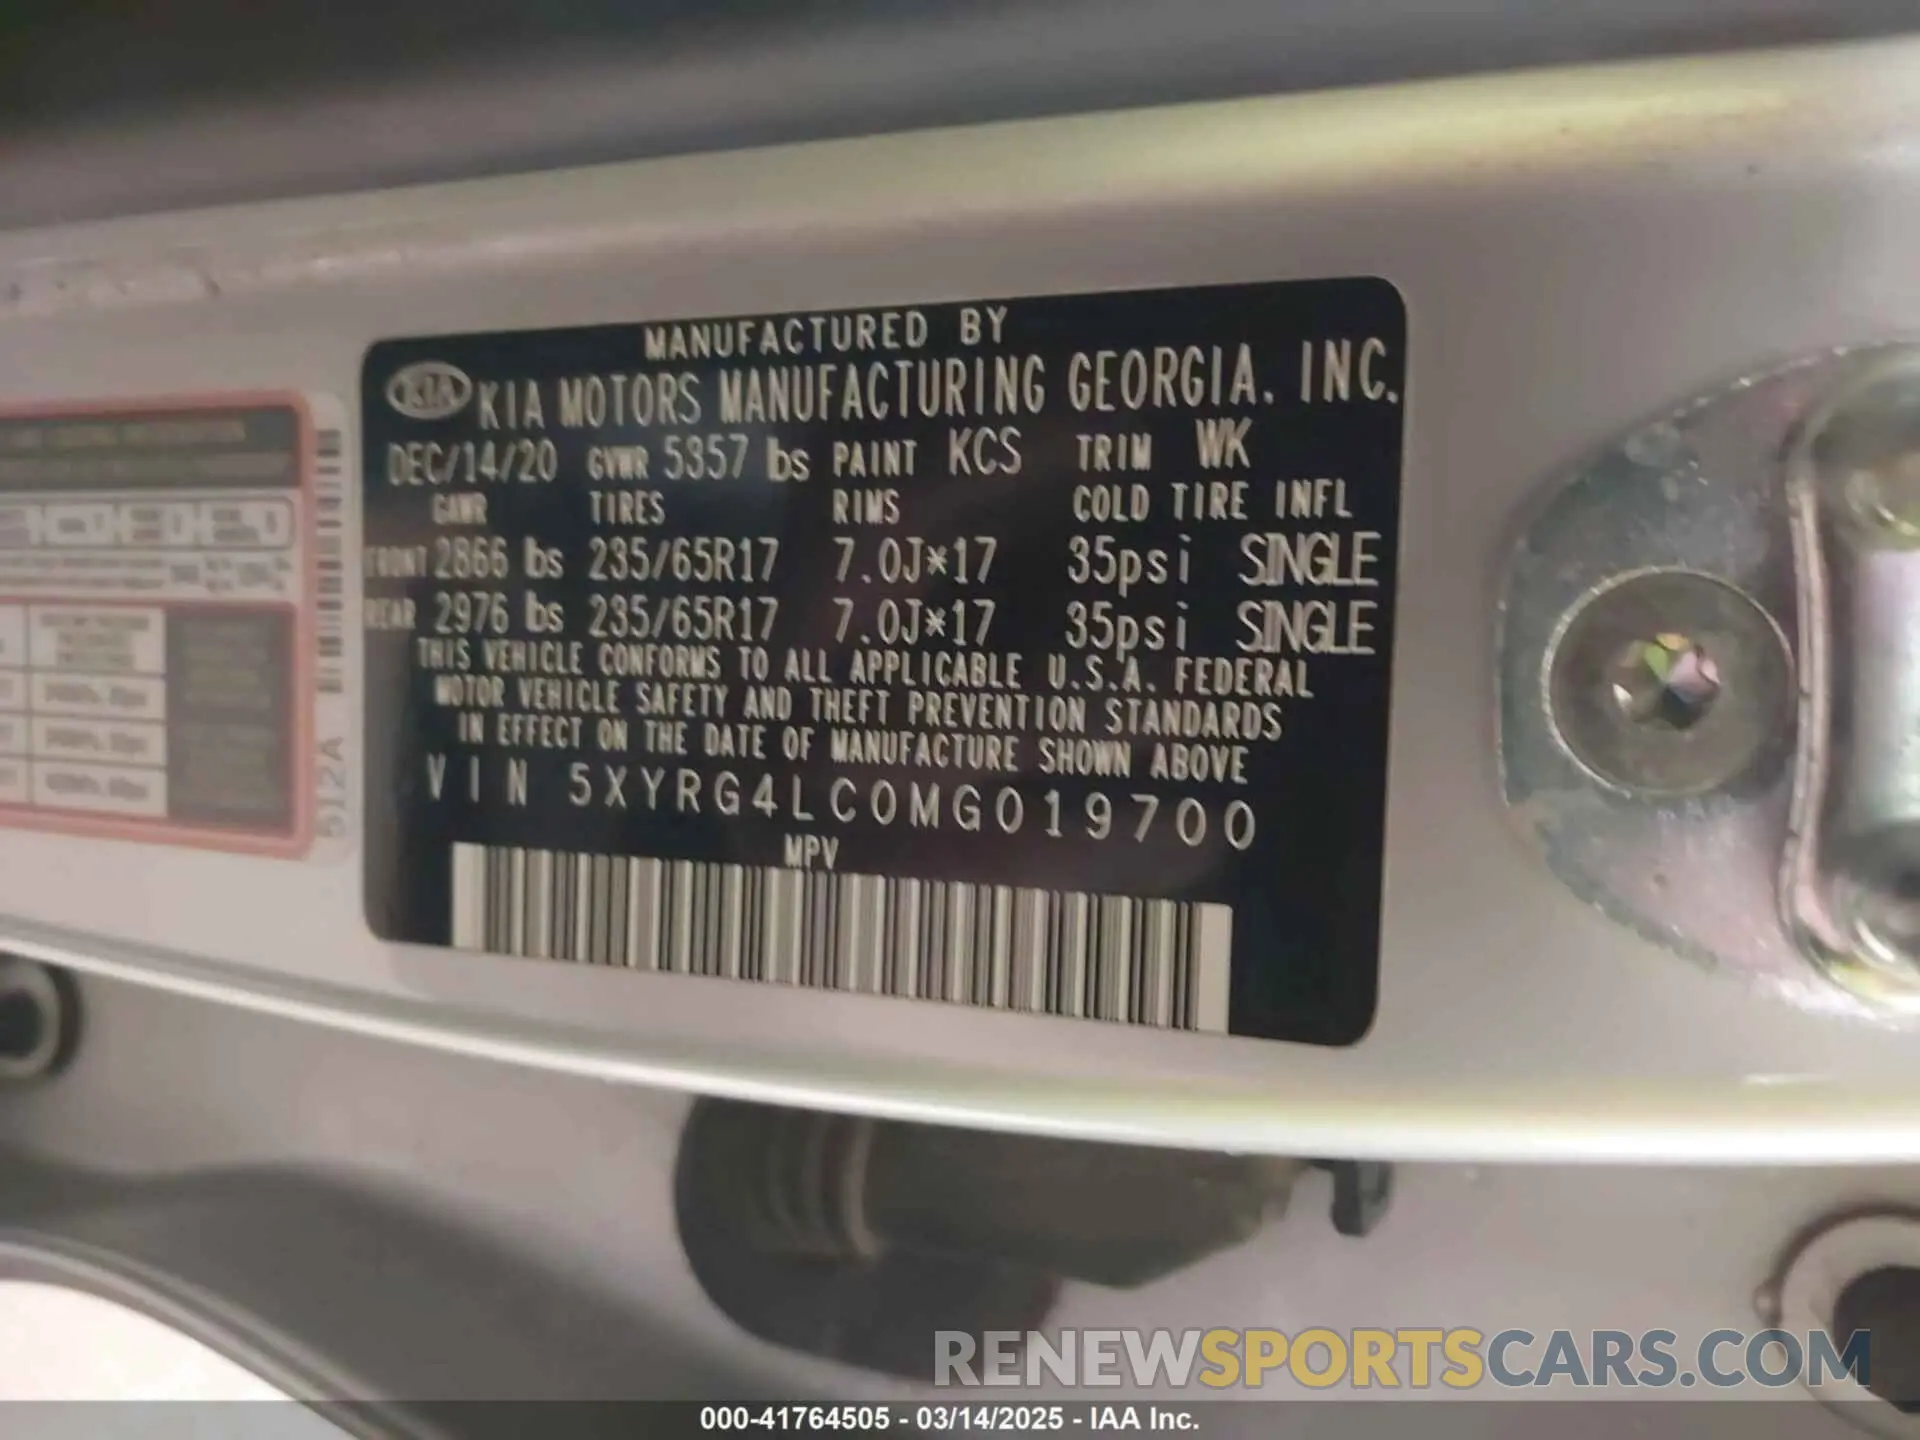 MANUFACTURED BY
KIA KIA MOTORS MANUFACTURING GEORGIA. INC.
DEC/14/20 GVWR 5357 lbs PAINT KCS TRIM WK
GAWR TIRES RIMS COLD TIRE INFL
FRONT 2866 lbs 235/65R17 7.0J*17 35psi SINGLE
REAR 2976 lbs 235/65R17 7.0J*17 35psi SINGLE
THIS VEHICLE CONFORMS TO ALL APPLICABLE U.S.A. FEDERAL
MOTOR VEHICLE SAFETY AND THEFT PREVENTION STANDARDS
IN EFFECT ON THE DATE OF MANUFACTURE SHOWN ABOVE
VIN 5XYRG4LC0MG019700
MPV
512A
RENEWSPORTSCARS.COM
000-41764505 - 03/14/2025 - IAA Inc.